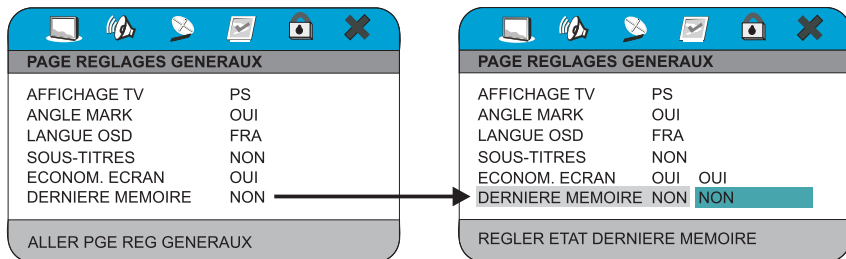 PAGE REGLAGES GENERAUX
AFFICHAGE TV PS
ANGLE MARK OUI
LANGUE OSD FRA
SOUS-TITRES NON
ECONOM. ECRAN OUI
DERNIERE MEMOIRE NON
ALLER PGE REG GENERAUX
PAGE REGLAGES GENERAUX
AFFICHAGE TV PS
ANGLE MARK OUI
LANGUE OSD FRA
SOUS-TITRES NON
ECONOM. ECRAN OUI OUI
DERNIERE MEMOIRE NON NON
REGLER ETAT DERNIERE MEMOIRE